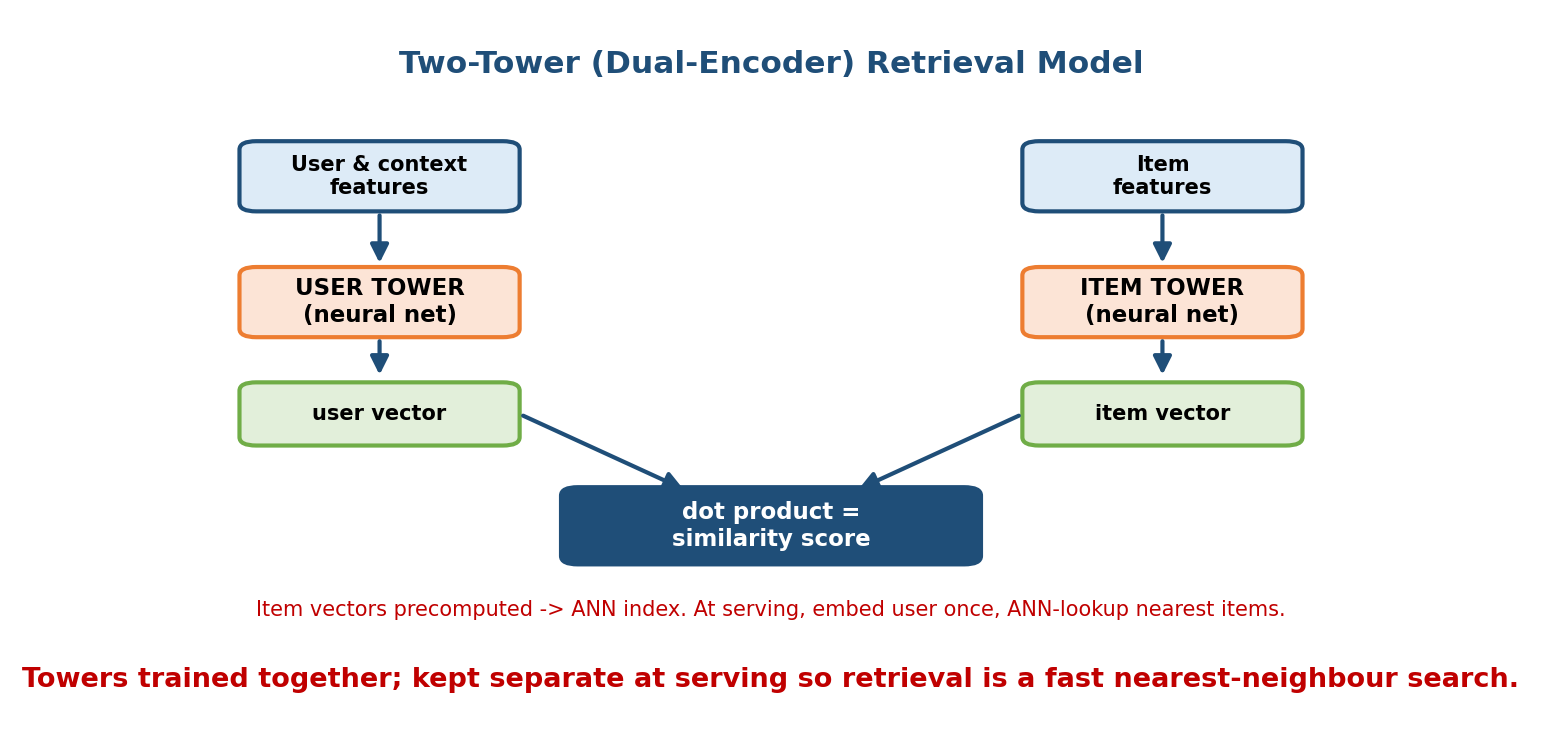 Two-Tower (Dual-Encoder) Retrieval Model
User & context
features
Item
features
USER TOWER
(neural net)
ITEM TOWER
(neural net)
user vector
item vector
dot product =
similarity score
Item vectors precomputed -> ANN index. At serving, embed user once, ANN-lookup nearest items.
Towers trained together; kept separate at serving so retrieval is a fast nearest-neighbour search.